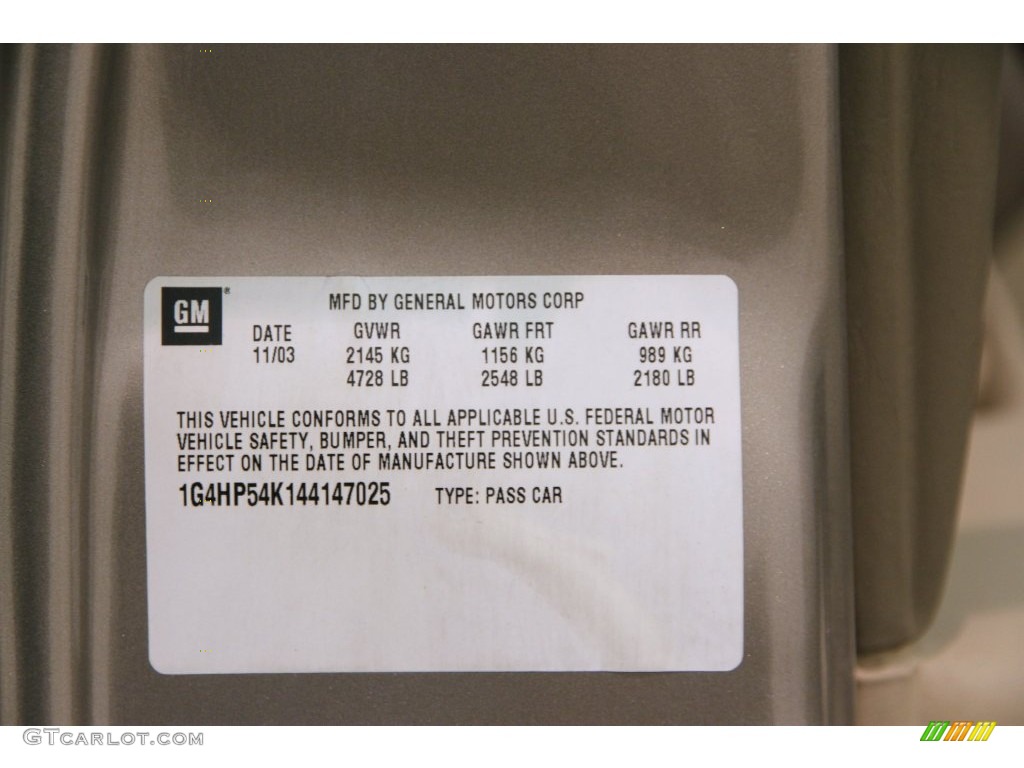 GM®
MFD BY GENERAL MOTORS CORP
DATE GVWR GAWR FRT GAWR RR
11/03 2145 KG 1156 KG 989 KG
4728 LB 2548 LB 2180 LB
THIS VEHICLE CONFORMS TO ALL APPLICABLE U.S. FEDERAL MOTOR
VEHICLE SAFETY, BUMPER, AND THEFT PREVENTION STANDARDS IN
EFFECT ON THE DATE OF MANUFACTURE SHOWN ABOVE.
1G4HP54K144147025 TYPE: PASS CAR
GTCARLOT.COM